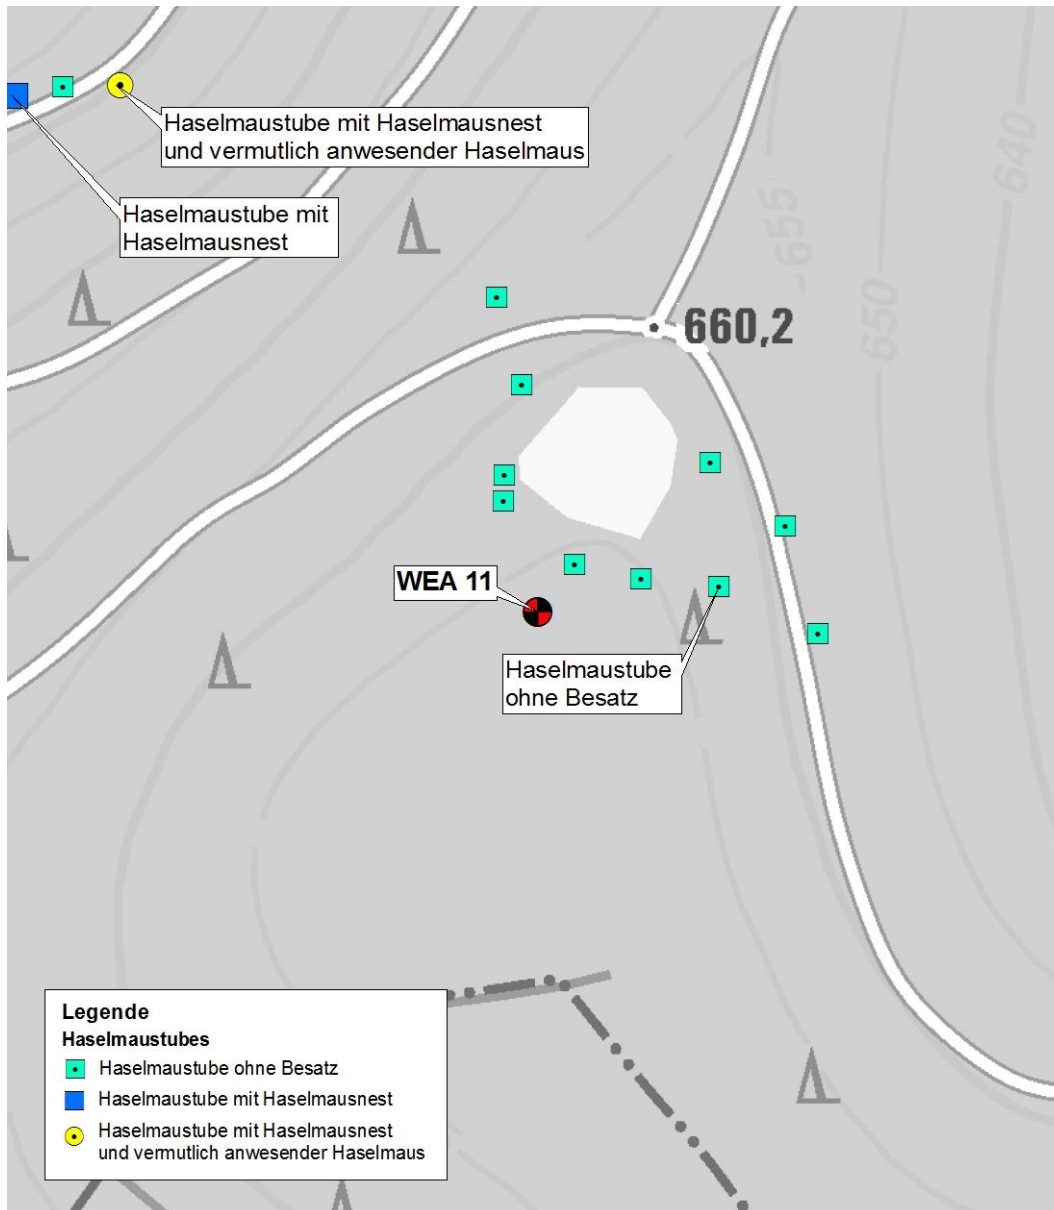 Haselmaustube mit Haselmausnest
und vermutlich anwesender Haselmaus
Haselmaustube mit
Haselmausnest
640
655
650
660,2
WEA 11
Haselmaustube
ohne Besatz
Legende
Haselmaustubes
Haselmaustube ohne Besatz
Haselmaustube mit Haselmausnest
Haselmaustube mit Haselmausnest
und vermutlich anwesender Haselmaus